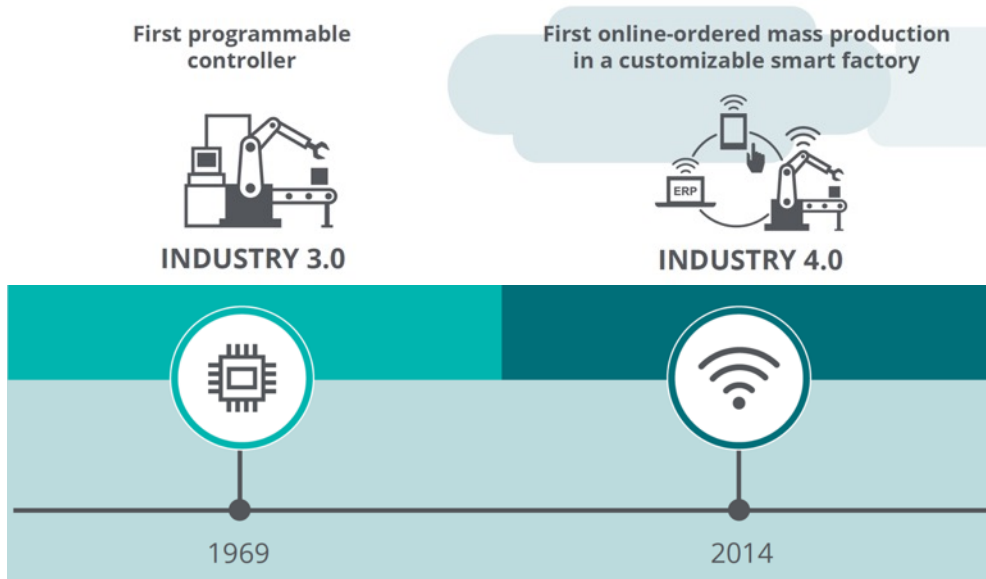 First programmable
controller
First online-ordered mass production
in a customizable smart factory
ERP
INDUSTRY 3.0
INDUSTRY 4.0
1969
2014